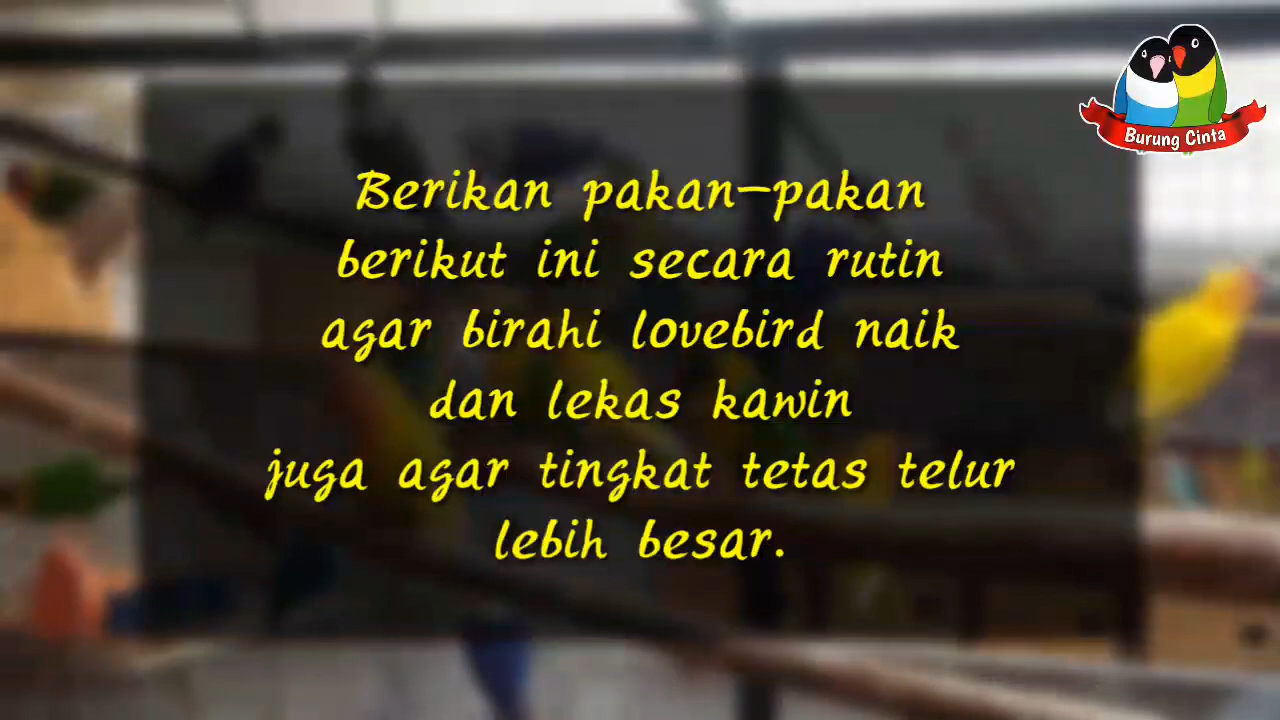 Burung Cinta
Berikan pakan-pakan
berikut ini secara rutin
agar birahi lovebird naik
dan lekas kawin
juga agar tingkat tetas telur
lebih besar.